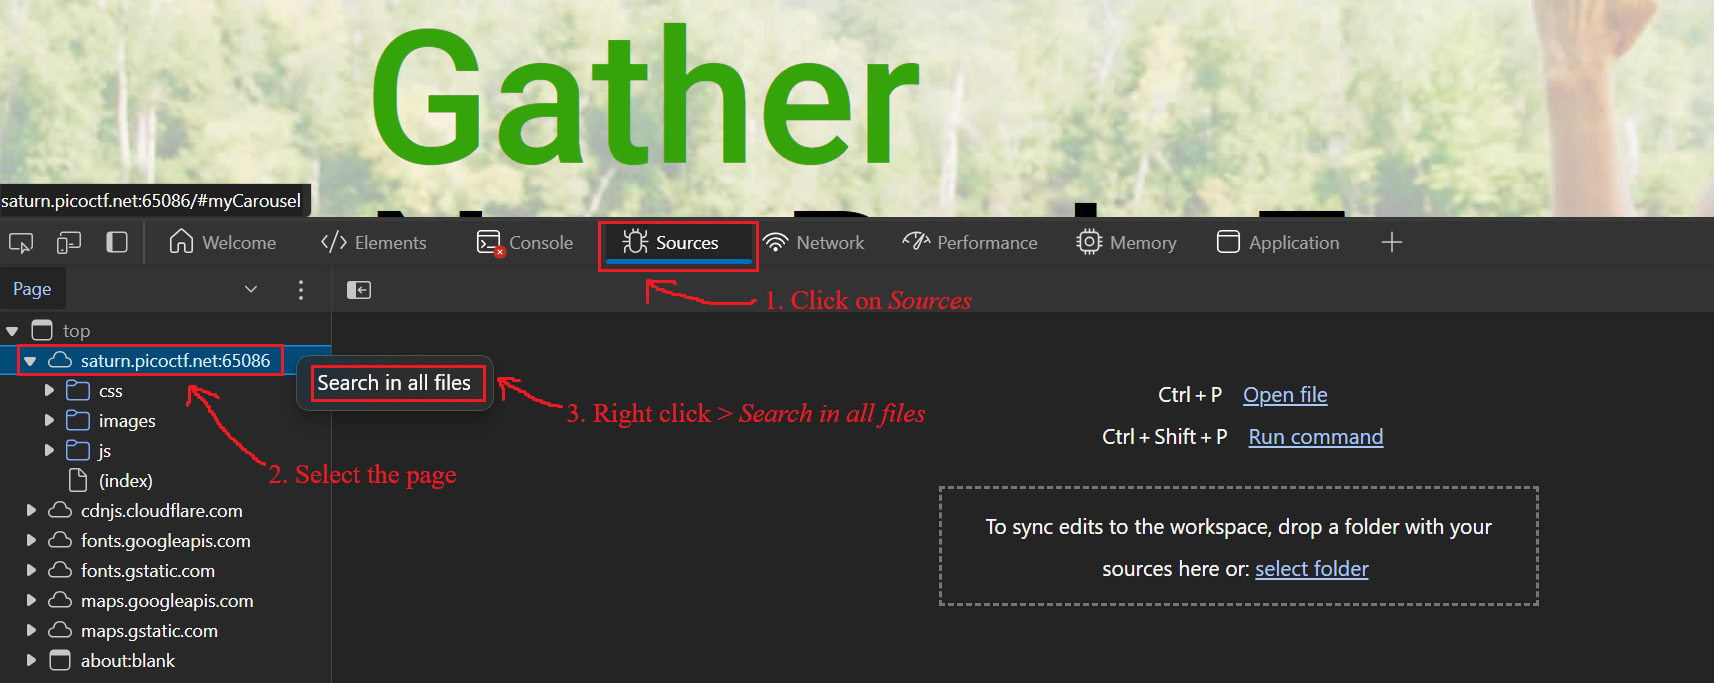 Gather
saturn.picoctf.net:65086/#myCarousel
Welcome
Elements
Console
Sources
Network
Performance
Memory
Application
Page
1. Click on Sources
top
saturn.picoctf.net:65086
Search in all files
css
3. Right click > Search in all files
images
js
2. Select the page
(index)
cdnjs.cloudflare.com
fonts.googleapis.com
fonts.gstatic.com
maps.googleapis.com
maps.gstatic.com
about:blank
Ctrl + P Open file
Ctrl + Shift + P Run command
To sync edits to the workspace, drop a folder with your
sources here or: select folder